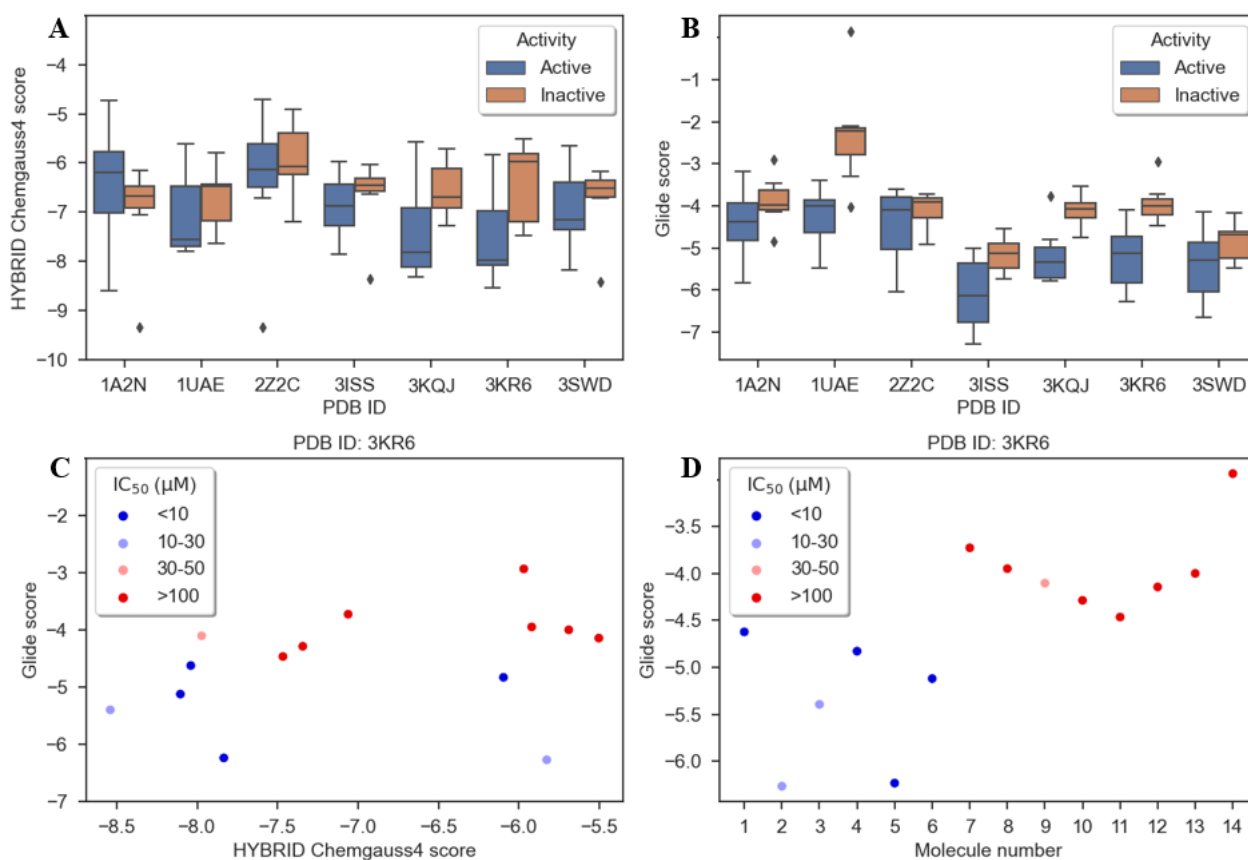 A
HYBRID Chemgauss4 score
−4
−5
−6
−7
−8
−9
−10
Activity
Active
Inactive
1A2N 1UAE 2Z2C 3ISS 3KQJ 3KR6 3SWD
PDB ID
B
Glide score
−1
−2
−3
−4
−5
−6
−7
Activity
Active
Inactive
1A2N 1UAE 2Z2C 3ISS 3KQJ 3KR6 3SWD
PDB ID
PDB ID: 3KR6
C
Glide score
−2
−3
−4
−5
−6
−7
IC₅₀ (μM)
<10
10-30
30-50
>100
−8.5 −8.0 −7.5 −7.0 −6.5 −6.0 −5.5
HYBRID Chemgauss4 score
PDB ID: 3KR6
D
Glide score
−3.5
−4.0
−4.5
−5.0
−5.5
−6.0
IC₅₀ (μM)
<10
10-30
30-50
>100
1 2 3 4 5 6 7 8 9 10 11 12 13 14
Molecule number